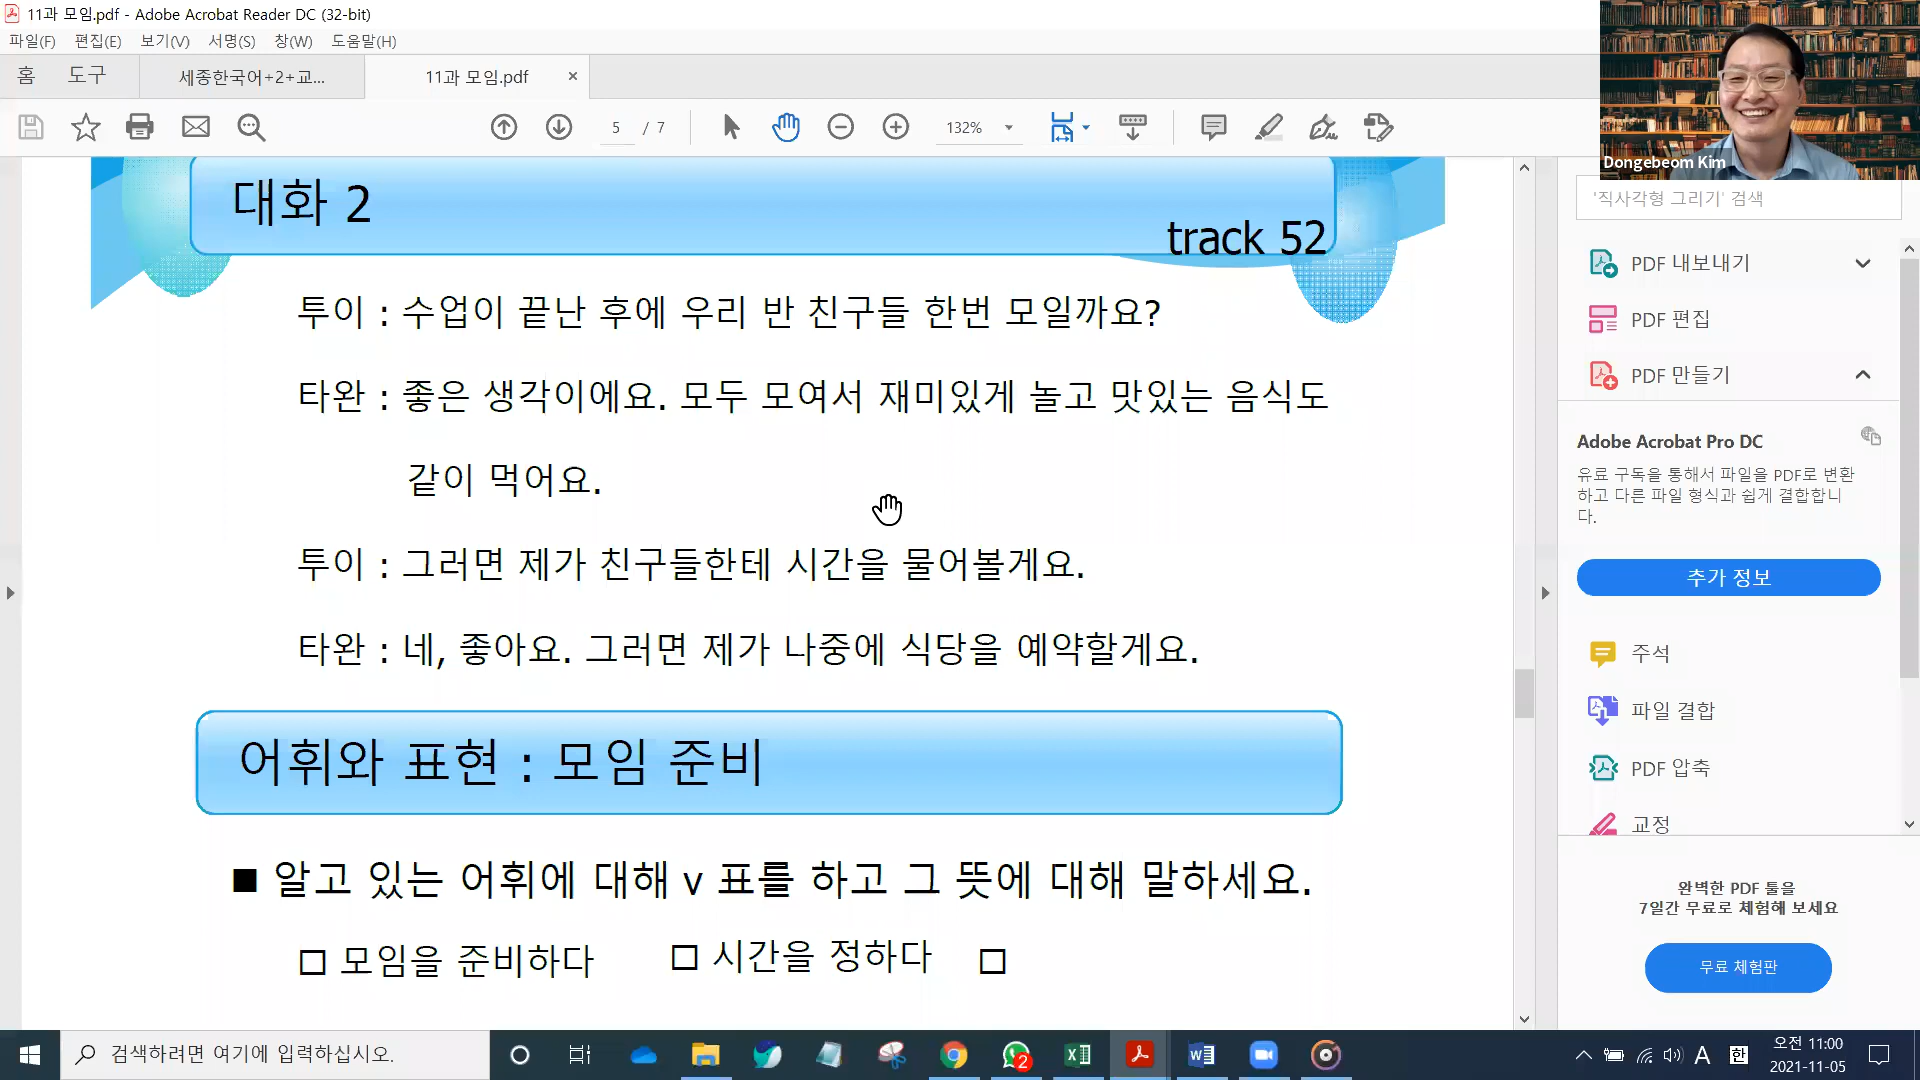 11과 모임.pdf - Adobe Acrobat Reader DC (32-bit)
파일(F) 편집(E) 보기(V) 서명(S) 창(W) 도움말(H)
홈 도구 세종한국어+2+교... 11과 모임.pdf ×
5 / 7 132%
Dongebeom Kim
'직사각형 그리기' 검색
대화 2
track 52
투이 : 수업이 끝난 후에 우리 반 친구들 한번 모일까요?
타완 : 좋은 생각이에요. 모두 모여서 재미있게 놀고 맛있는 음식도
같이 먹어요.
투이 : 그러면 제가 친구들한테 시간을 물어볼게요.
타완 : 네, 좋아요. 그러면 제가 나중에 식당을 예약할게요.
어휘와 표현 : 모임 준비
■ 알고 있는 어휘에 대해 v 표를 하고 그 뜻에 대해 말하세요.
□ 모임을 준비하다 □ 시간을 정하다 □
PDF 내보내기
PDF 편집
PDF 만들기
Adobe Acrobat Pro DC
유료 구독을 통해서 파일을 PDF로 변환
하고 다른 파일 형식과 쉽게 결합합니
다.
추가 정보
주석
파일 결합
PDF 압축
교정
완벽한 PDF 툴을
7일간 무료로 체험해 보세요
무료 체험판
검색하려면 여기에 입력하십시오.
2
A 한
오전 11:00
2021-11-05